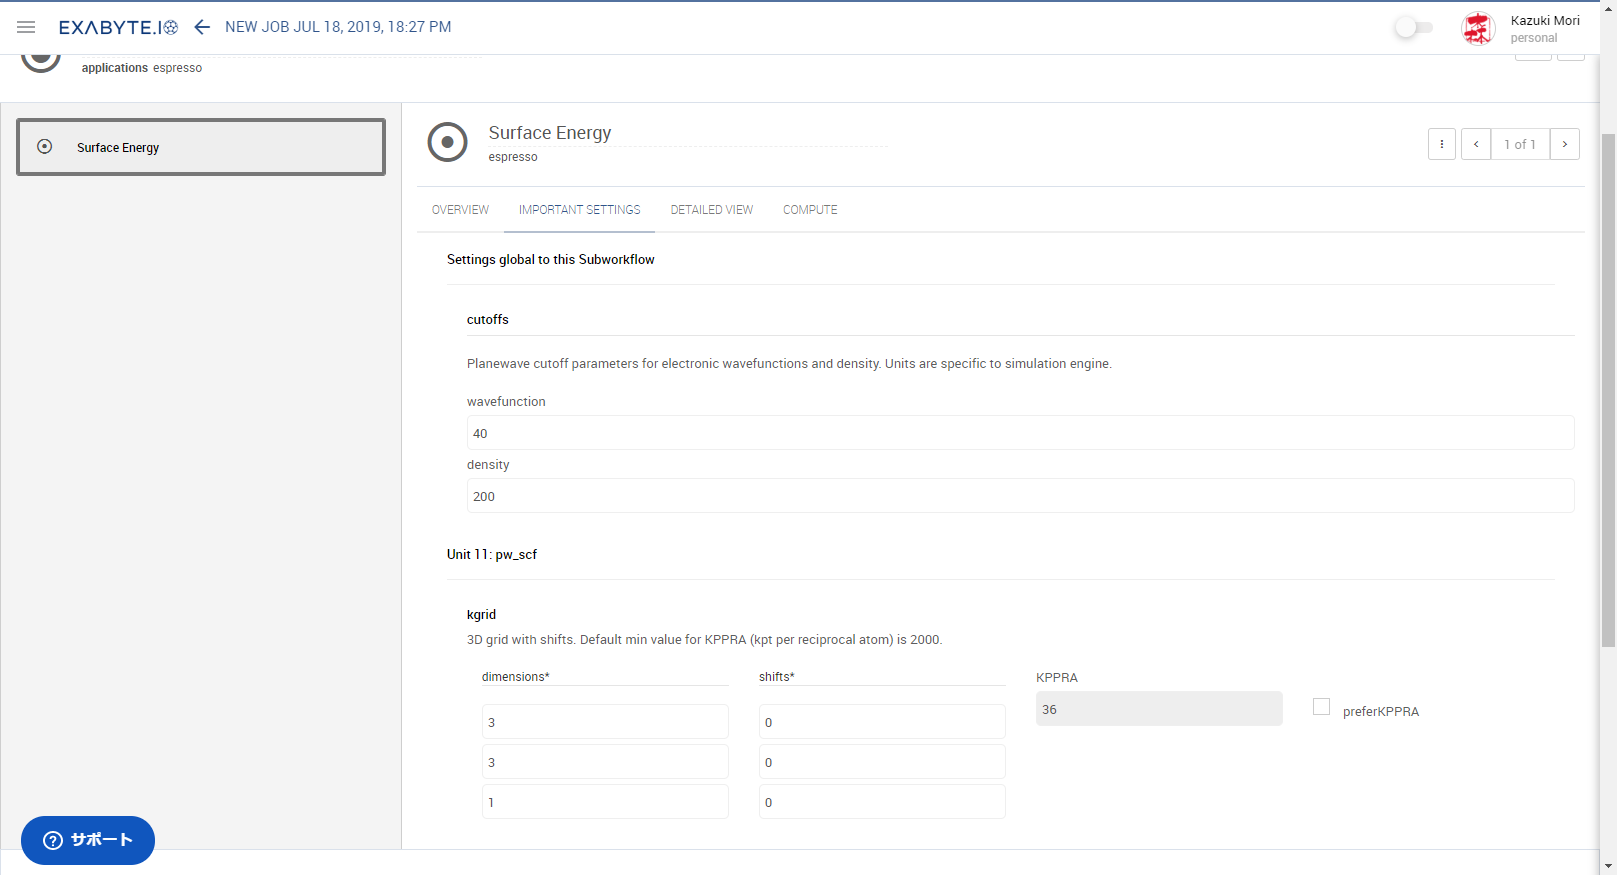 EXABYTE.IO
NEW JOB JUL 18, 2019, 18:27 PM
Kazuki Mori
personal
applications espresso
Surface Energy
Surface Energy
espresso
1 of 1
OVERVIEW
IMPORTANT SETTINGS
DETAILED VIEW
COMPUTE
Settings global to this Subworkflow
cutoffs
Planewave cutoff parameters for electronic wavefunctions and density. Units are specific to simulation engine.
wavefunction
40
density
200
Unit 11: pw_scf
kgrid
3D grid with shifts. Default min value for KPPRA (kpt per reciprocal atom) is 2000.
dimensions*
shifts*
KPPRA
3
0
36
preferKPPRA
3
0
1
0
サポート